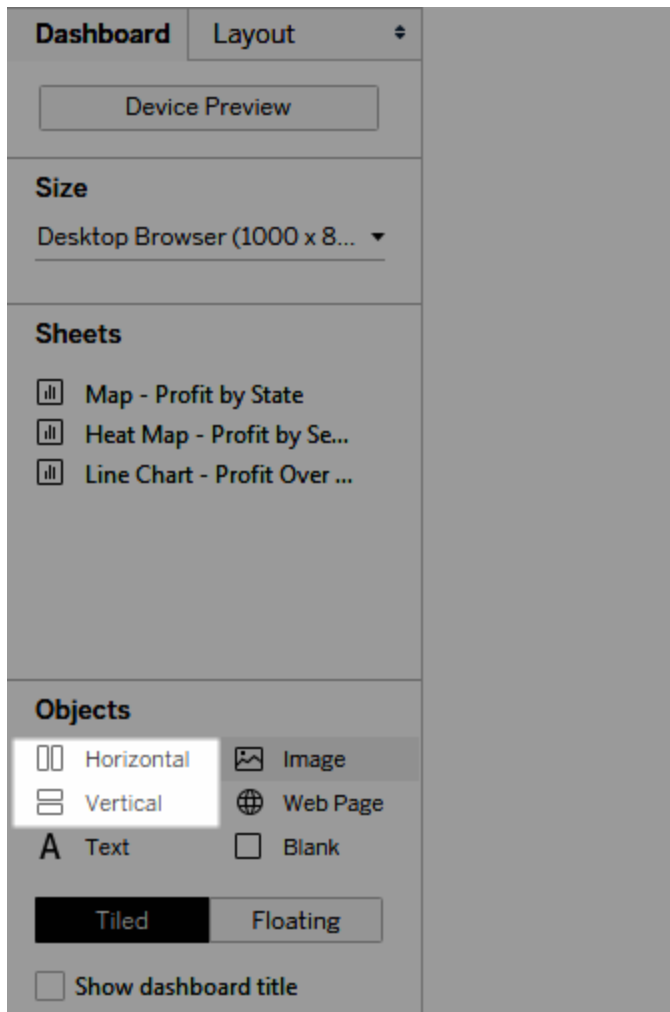 Dashboard Layout
Device Preview
Size
Desktop Browser (1000 x 8...
Sheets
Map - Profit by State
Heat Map - Profit by Se...
Line Chart - Profit Over ...
Objects
Horizontal Image
Vertical Web Page
A Text Blank
Tiled Floating
Show dashboard title